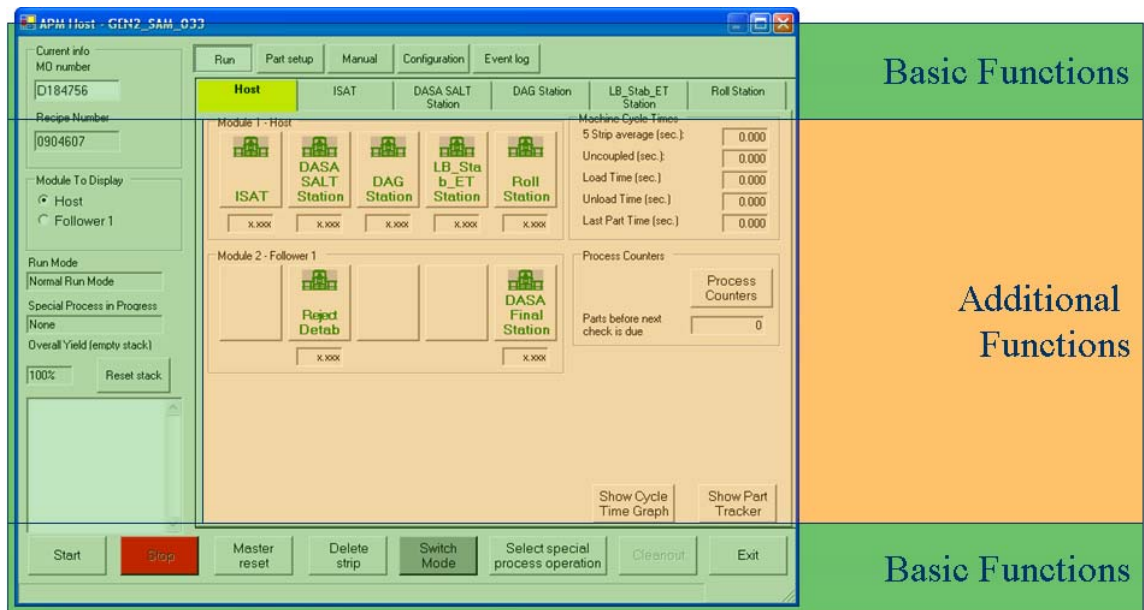 APM Host - GEN2_SAM_033
Current info
MO number
D184756
Recipe Number
0904607
Module To Display
Host
Follower 1
Run Mode
Normal Run Mode
Special Process in Progress
None
Overall Yield (empty stack)
100%
Reset stack
Run
Part setup
Manual
Configuration
Event log
Host
ISAT
DASA SALT
Station
DAG Station
LB_Stab_ET
Station
Roll Station
Module 1 - Host
ISAT
DASA
SALT
Station
DAG
Station
LB_Sta
b_ET
Station
Roll
Station
x.xxx
x.xxx
x.xxx
x.xxx
x.xxx
Machine Cycle Times
5 Strip average (sec.):
0.000
Uncoupled (sec.):
0.000
Load Time (sec.)
0.000
Unload Time (sec.)
0.000
Last Part Time (sec.)
0.000
Module 2 - Follower 1
Reject
Detab
DASA
Final
Station
x.xxx
x.xxx
Process Counters
Process
Counters
Parts before next
check is due
0
Show Cycle
Time Graph
Show Part
Tracker
Start
Stop
Master
reset
Delete
strip
Switch
Mode
Select special
process operation
Cleanout
Exit
Basic Functions
Additional
Functions
Basic Functions